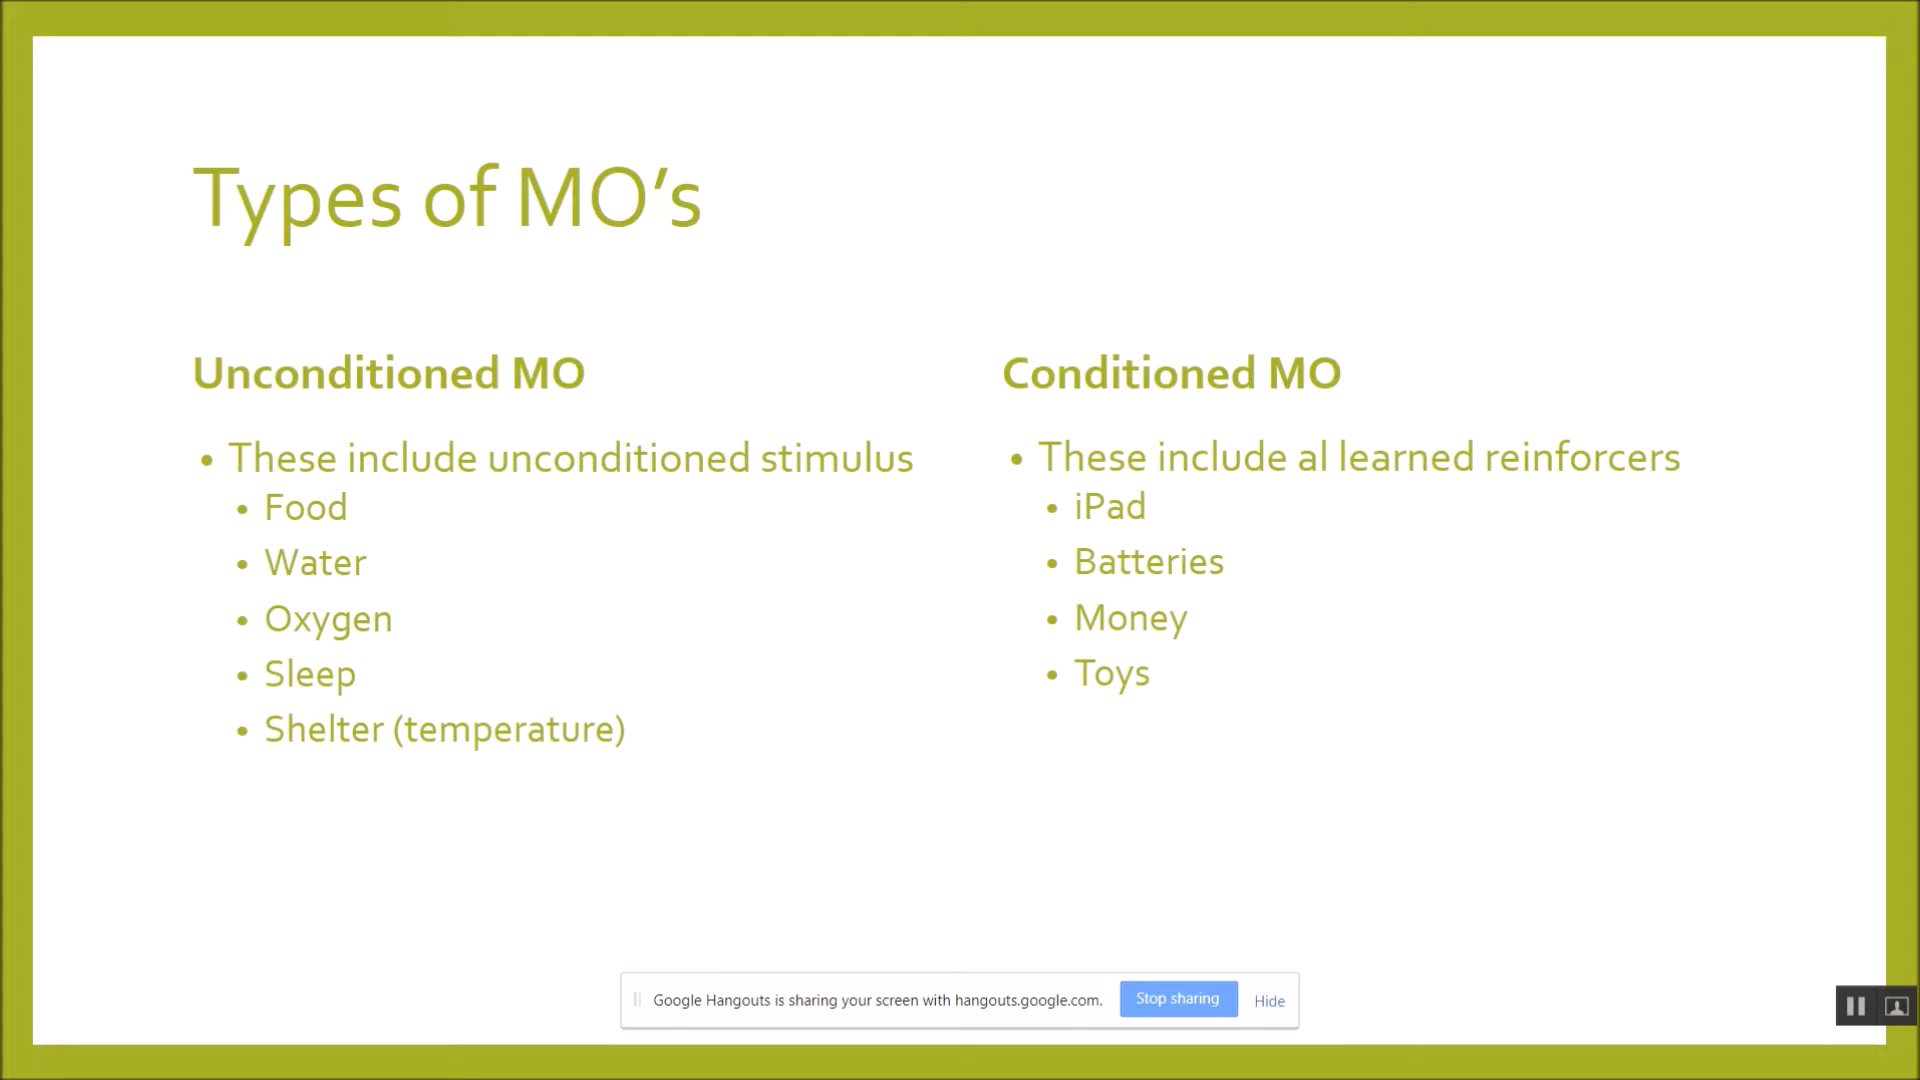 Types of MO’s
Unconditioned MO
• These include unconditioned stimulus
• Food
• Water
• Oxygen
• Sleep
• Shelter (temperature)
Conditioned MO
• These include al learned reinforcers
• iPad
• Batteries
• Money
• Toys
Google Hangouts is sharing your screen with hangouts.google.com. Stop sharing Hide